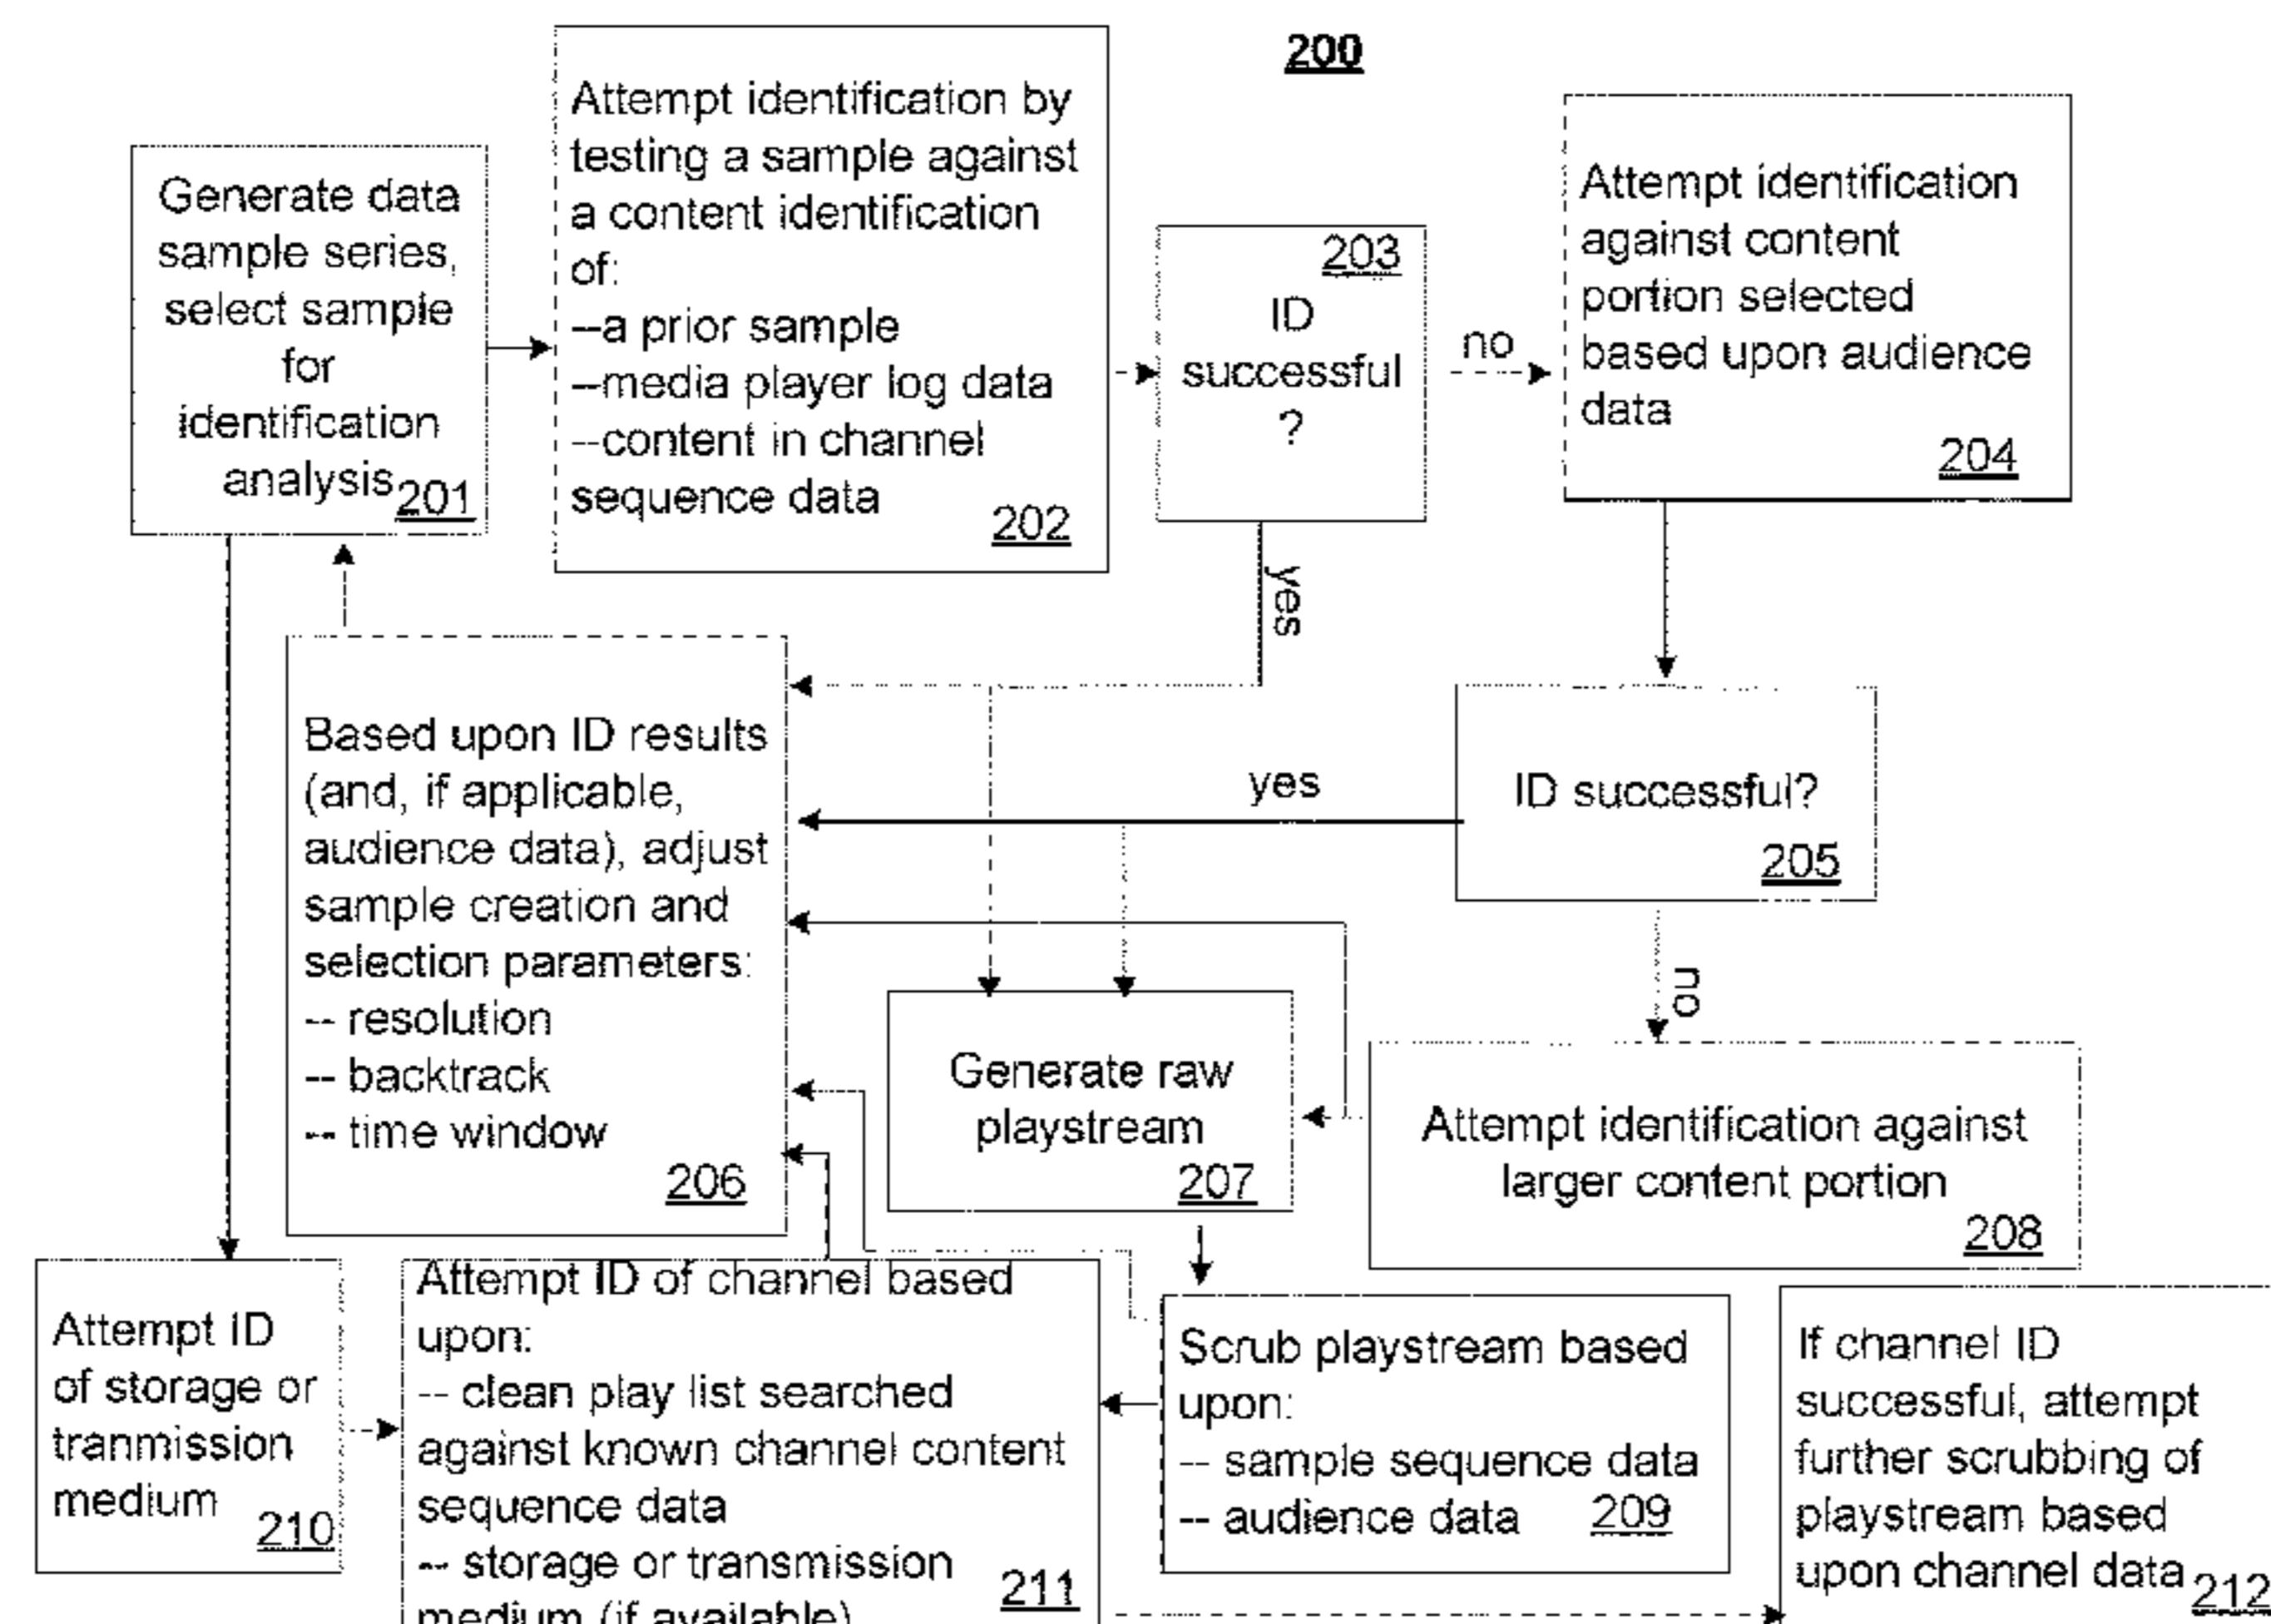 200
Generate data
sample series,
select sample
for
identification
analysis
201
Attempt identification by
testing a sample against
a content identification
of:
--a prior sample
--media player log data
--content in channel
sequence data
202
203
ID
successful
?
no
yes
Attempt identification
against content
portion selected
based upon audience
data
204
ID successful?
205
yes
no
Based upon ID results
(and, if applicable,
audience data), adjust
sample creation and
selection parameters:
-- resolution
-- backtrack
-- time window
206
Generate raw
playstream
207
Attempt identification against
larger content portion
208
Attempt ID
of storage or
tranmission
medium
210
Attempt ID of channel based
upon:
-- clean play list searched
against known channel content
sequence data
-- storage or transmission
medium (if available)
211
Scrub playstream based
upon:
-- sample sequence data
-- audience data
209
If channel ID
successful, attempt
further scrubbing of
playstream based
upon channel data
212